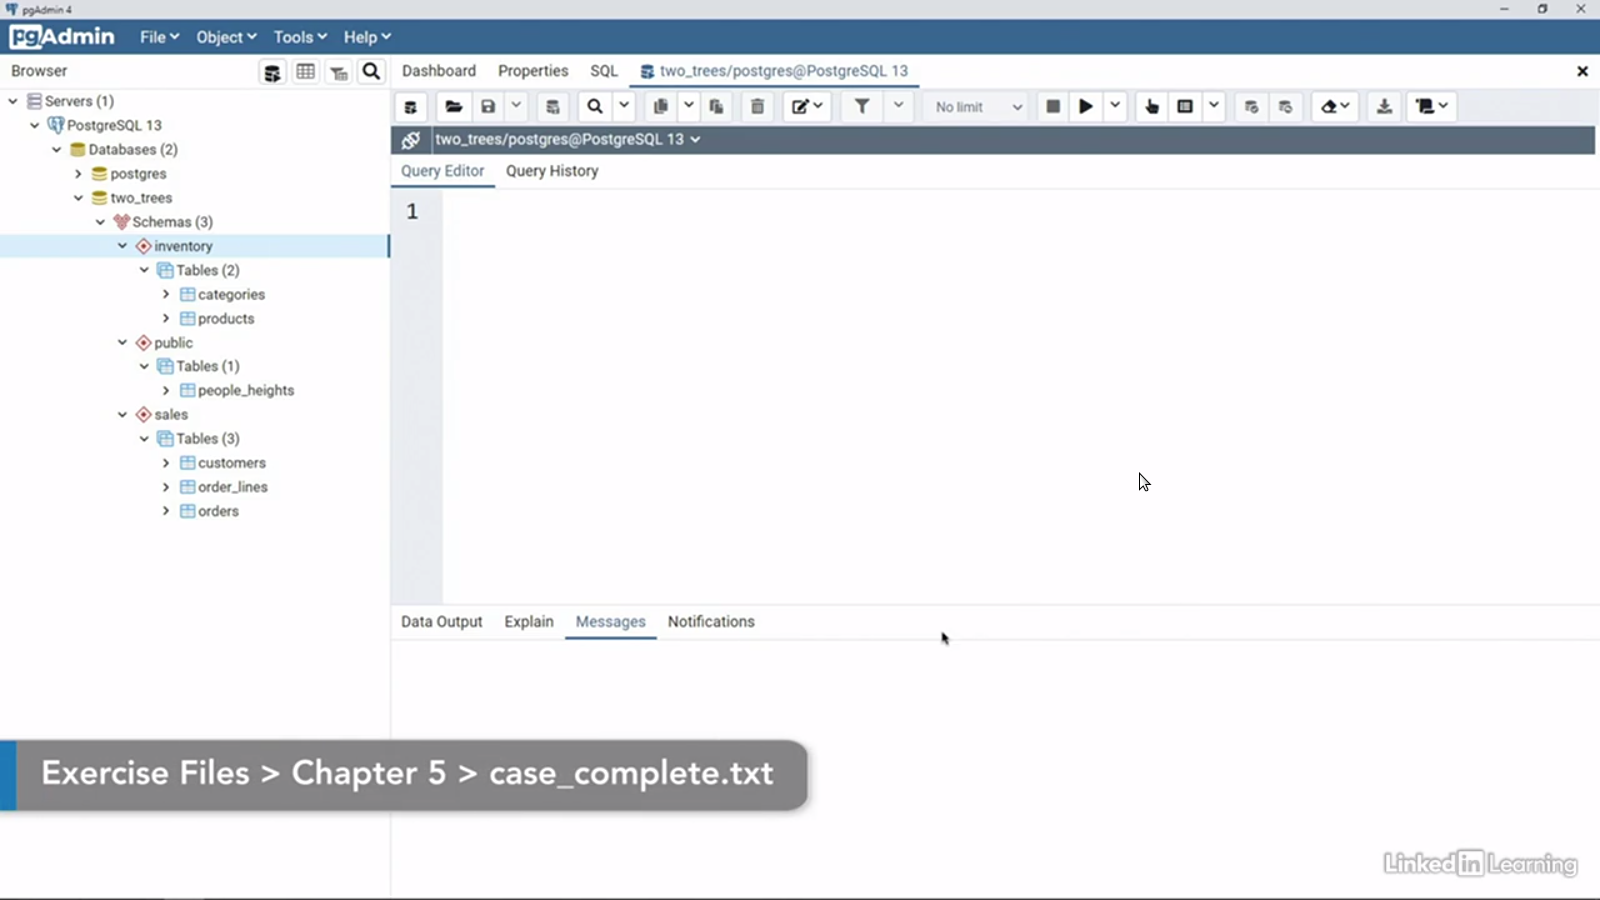 pgAdmin 4
pgAdmin File Object Tools Help
Browser
Dashboard Properties SQL two_trees/postgres@PostgreSQL 13
Servers (1)
PostgreSQL 13
Databases (2)
postgres
two_trees
Schemas (3)
inventory
Tables (2)
categories
products
public
Tables (1)
people_heights
sales
Tables (3)
customers
order_lines
orders
No limit
two_trees/postgres@PostgreSQL 13
Query Editor Query History
1
Data Output Explain Messages Notifications
Exercise Files > Chapter 5 > case_complete.txt
LinkedIn Learning